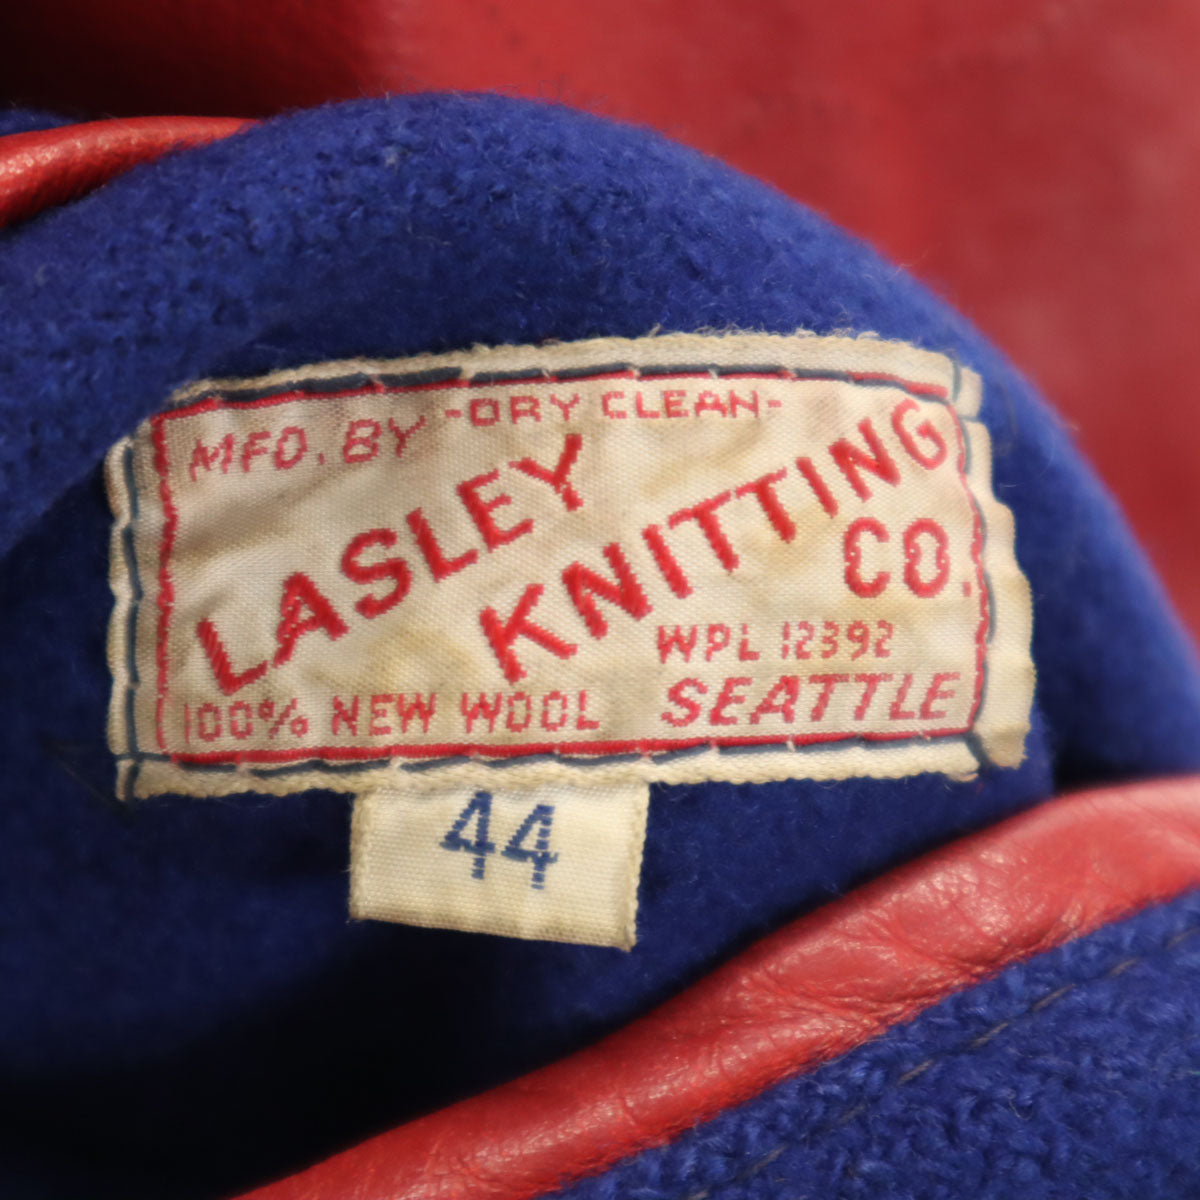 -DRY CLEAN-
MFD. BY
LASLEY
KNITTING
CO.
WPL 12392
100% NEW WOOL SEATTLE
44